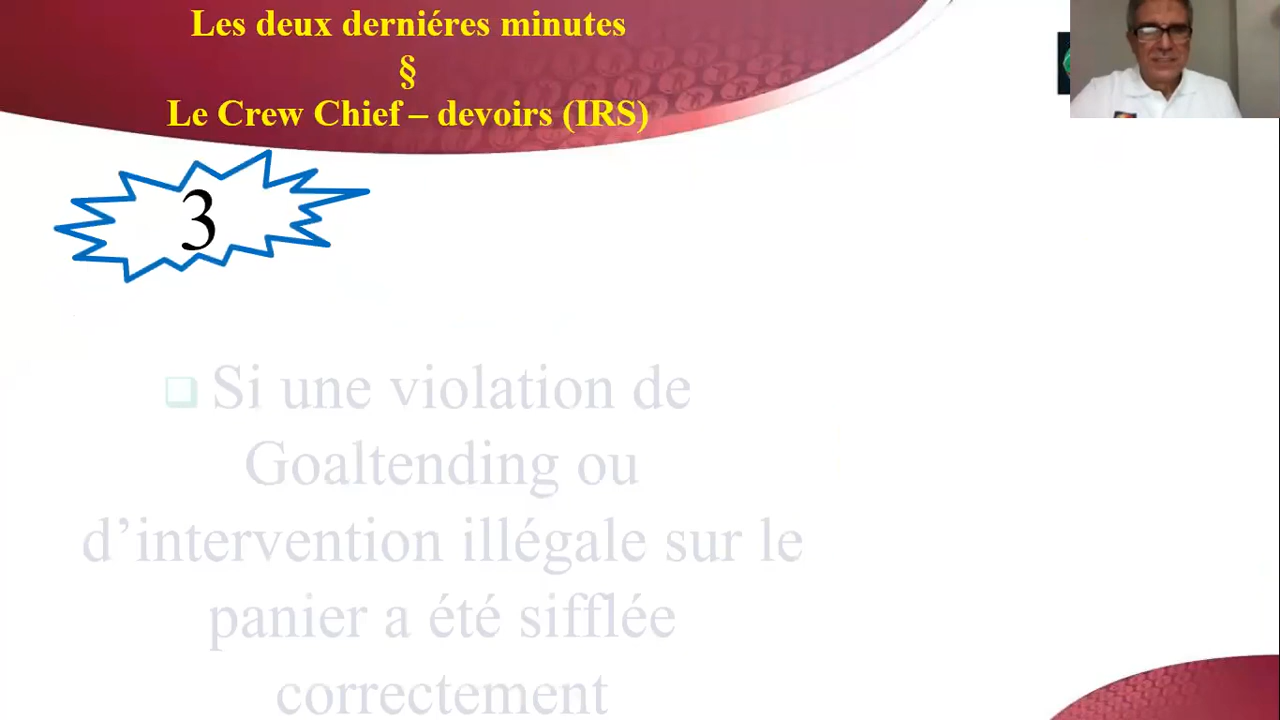 Les deux derniéres minutes
§
Le Crew Chief – devoirs (IRS)
3
Si une violation de
Goaltending ou
d’intervention illégale sur le
panier a été sifflée
correctement